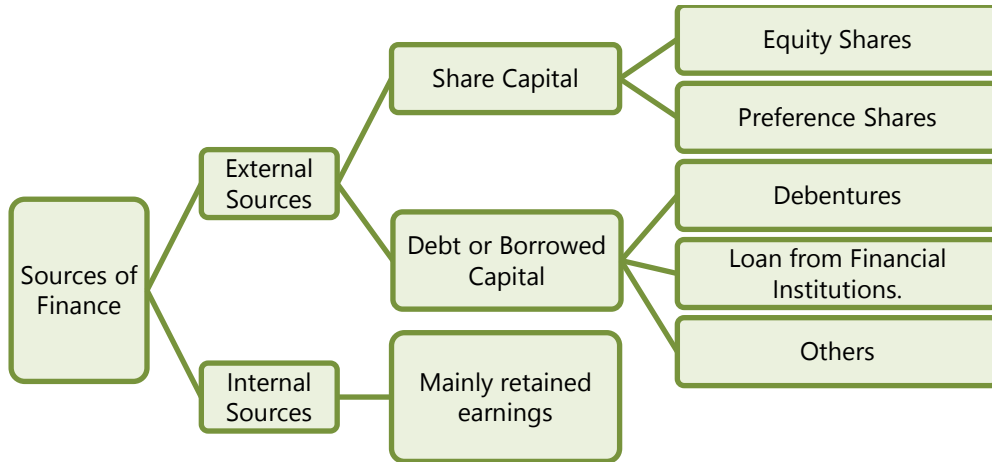 Sources of
Finance
External
Sources
Internal
Sources
Share Capital
Debt or Borrowed
Capital
Mainly retained
earnings
Equity Shares
Preference Shares
Debentures
Loan from Financial
Institutions.
Others